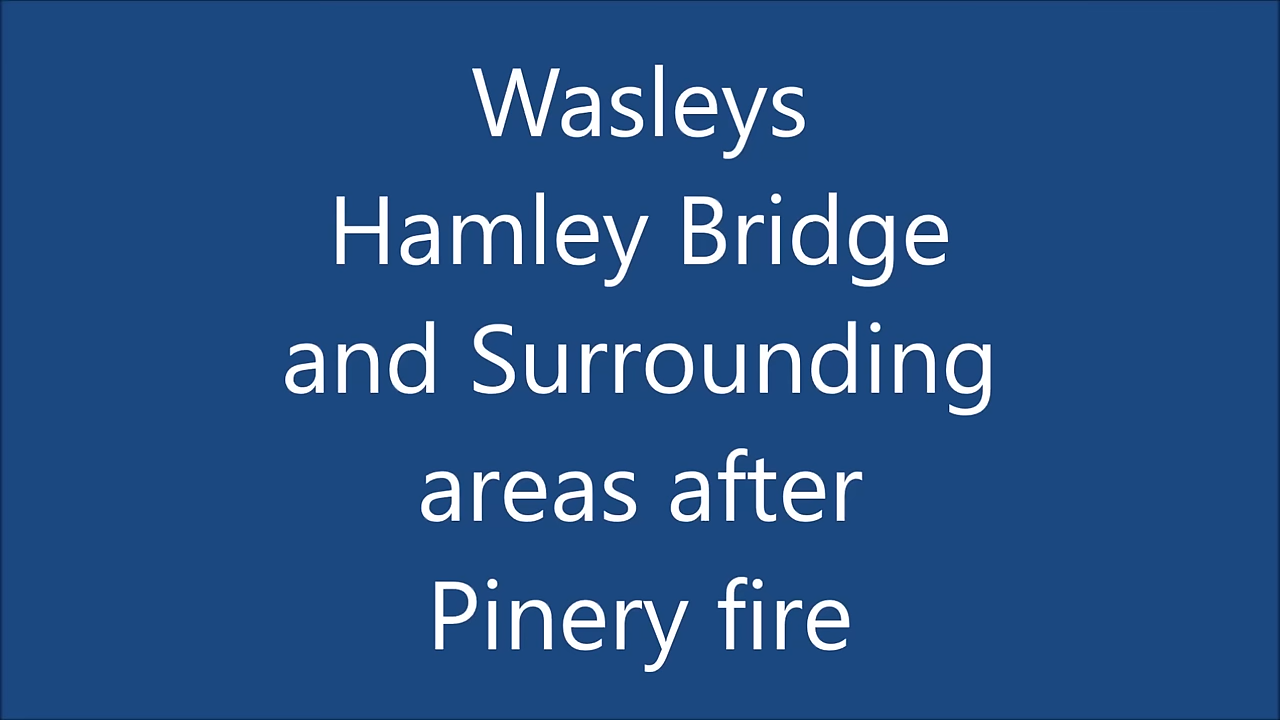 Wasleys
Hamley Bridge
and Surrounding
areas after
Pinery fire